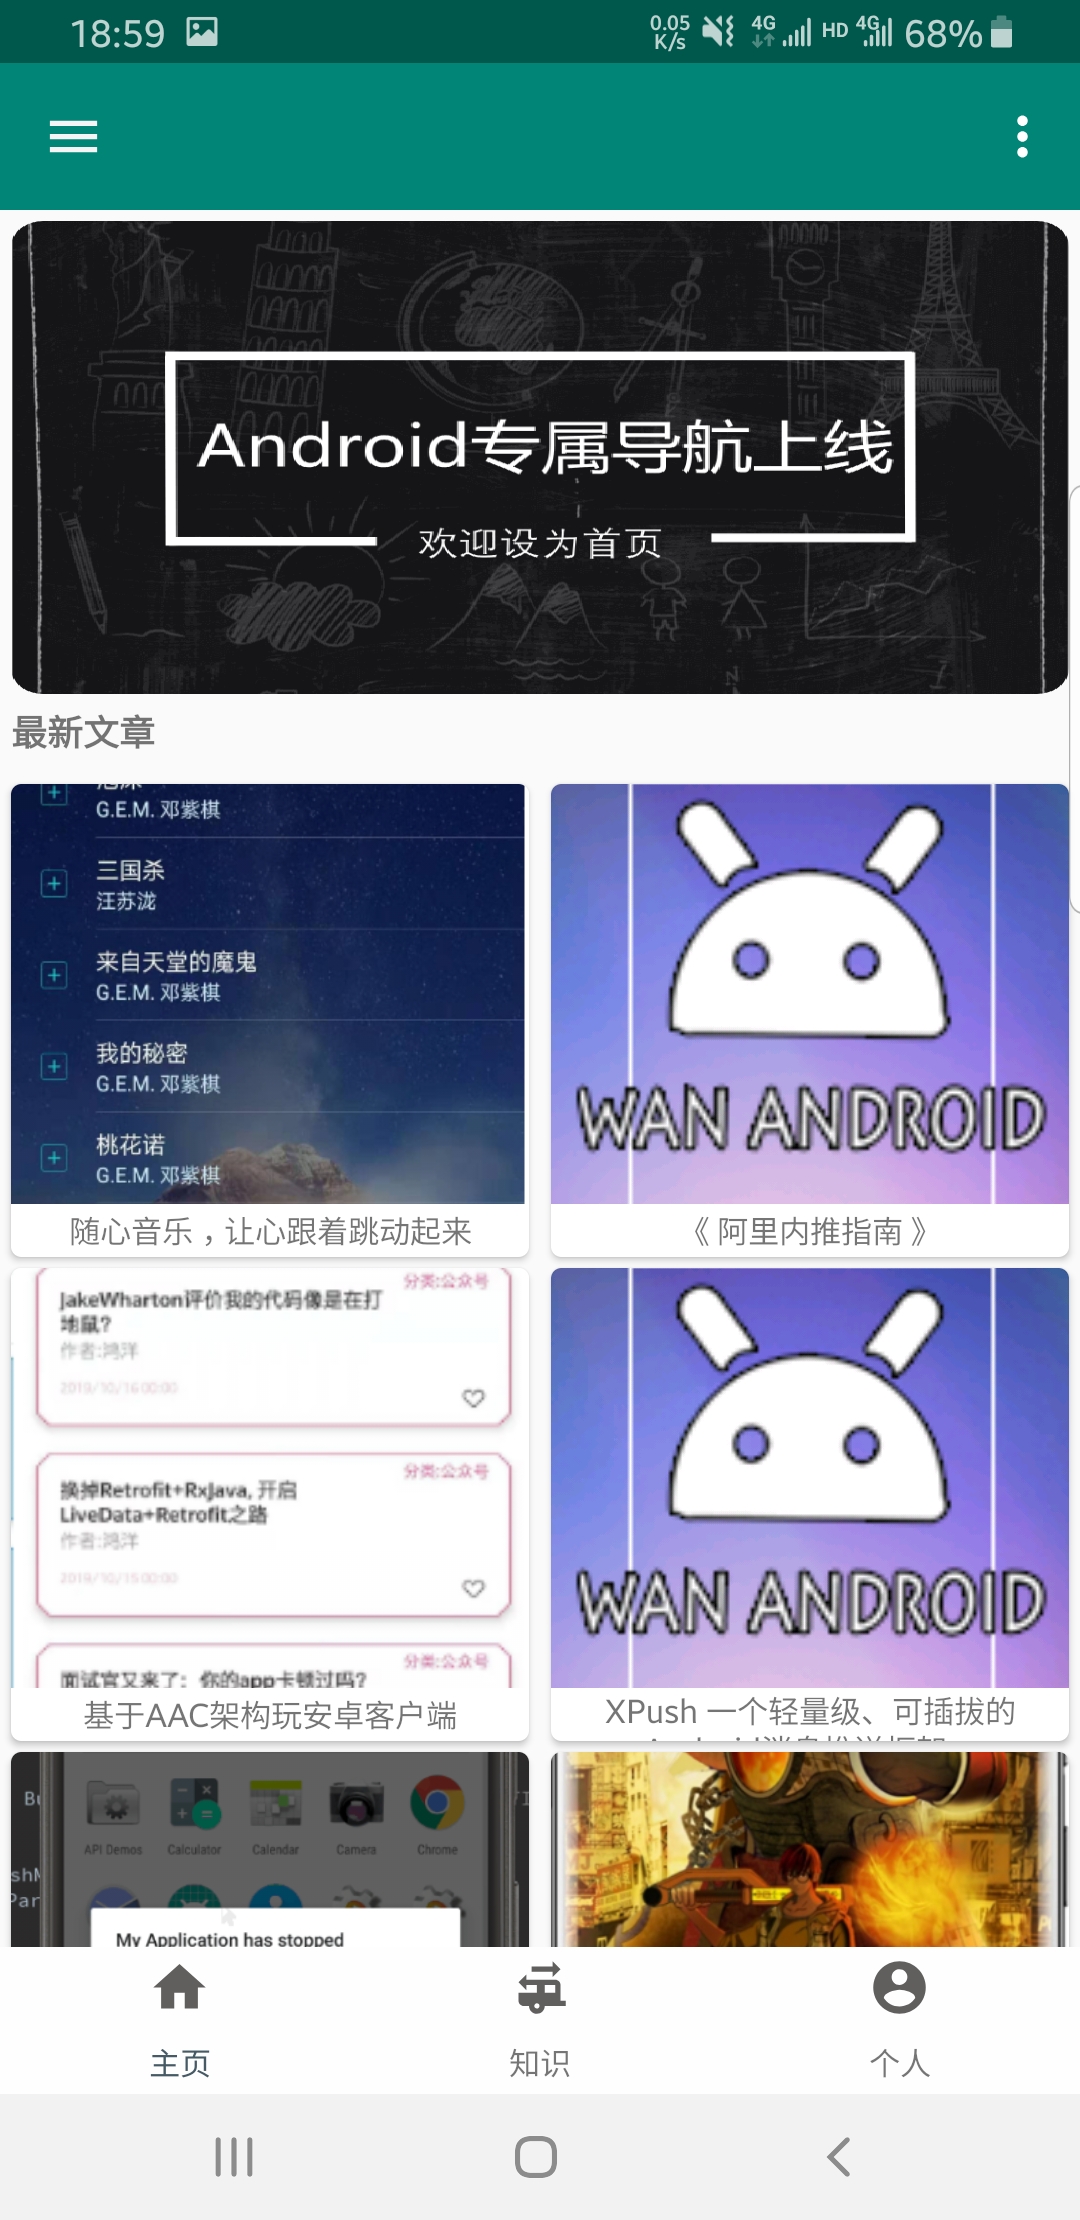 18:59
0.05
K/s
4G
HD
4G
68%
Android专属导航上线
欢迎设为首页
最新文章
G.E.M. 邓紫棋
三国杀
汪苏泷
来自天堂的魔鬼
G.E.M. 邓紫棋
我的秘密
G.E.M. 邓紫棋
桃花诺
G.E.M. 邓紫棋
随心音乐，让心跟着跳动起来
WAN ANDROID
《 阿里内推指南 》
分类:公众号
JakeWharton评价我的代码像是在打
地鼠?
作者:鸿洋
2019/10/16 00:00
分类:公众号
换掉Retrofit+RxJava, 开启
LiveData+Retrofit之路
作者:鸿洋
2019/10/15 00:00
分类:公众号
面试官又来了：你的app卡顿过吗?
基于AAC架构玩安卓客户端
WAN ANDROID
XPush 一个轻量级、可插拔的
API Demos
Calculator
Calendar
Camera
Chrome
My Application has stopped
主页
知识
个人